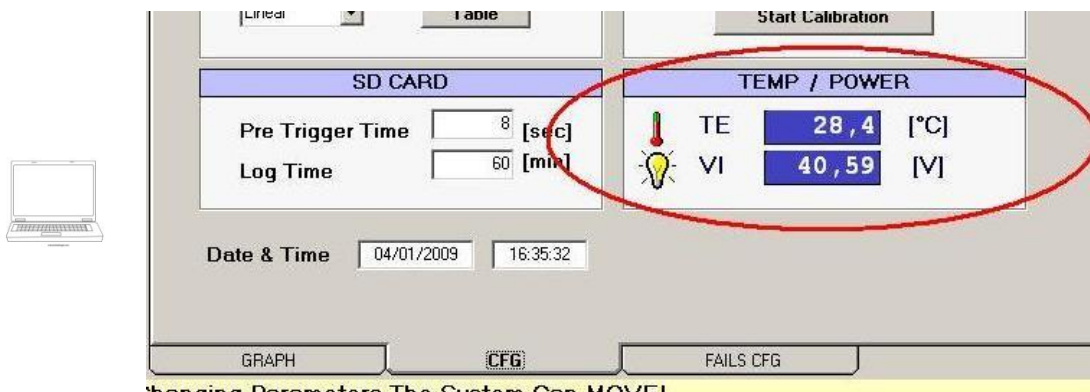 Linear
Table
Start Calibration
SD CARD
Pre Trigger Time 8 [sec]
Log Time 60 [min]
TEMP / POWER
TE 28,4 [°C]
VI 40,59 [V]
Date & Time 04/01/2009 16:35:32
GRAPH CFG FAILS CFG
Changing Parameters The System Can MOVE!